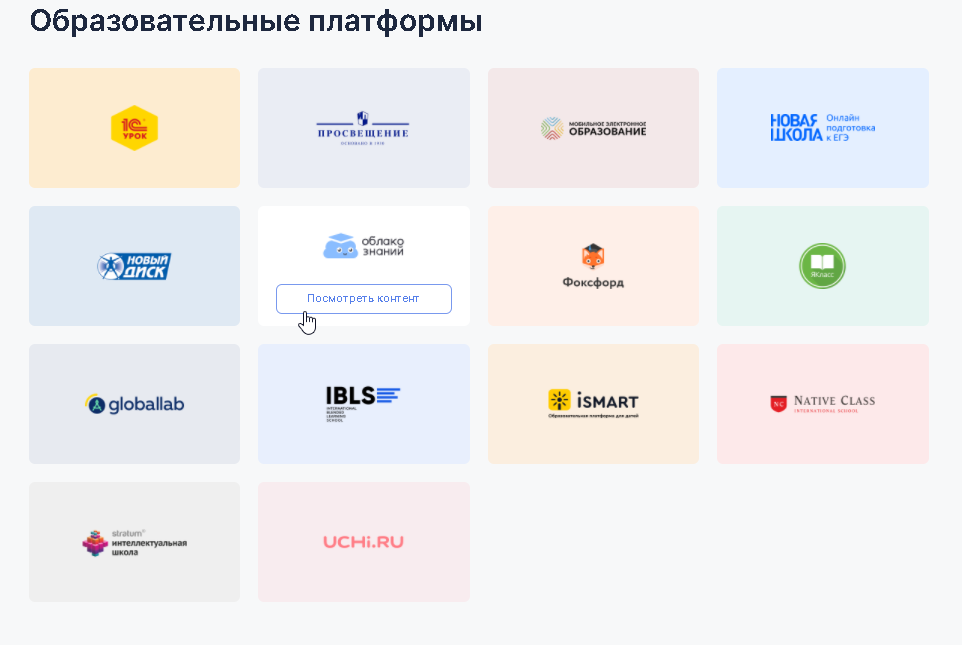 Образовательные платформы
1С
УРОК
ПРОСВЕЩЕНИЕ
ОСНОВАНО В 1930
МОБИЛЬНОЕ ЭЛЕКТРОННОЕ
ОБРАЗОВАНИЕ
НОВАЯ
ШКОЛА
Онлайн
подготовка
к ЕГЭ
НОВЫЙ
ДИСК
облако
знаний
Посмотреть контент
Фоксфорд
ЯКласс
globallab
IBLS
INTERNATIONAL
BLENDED
LEARNING
SCHOOL
iSMART
Образовательная платформа для детей
NC
NATIVE CLASS
INTERNATIONAL SCHOOL
stratum®
интеллектуальная
школа
UCHi.RU